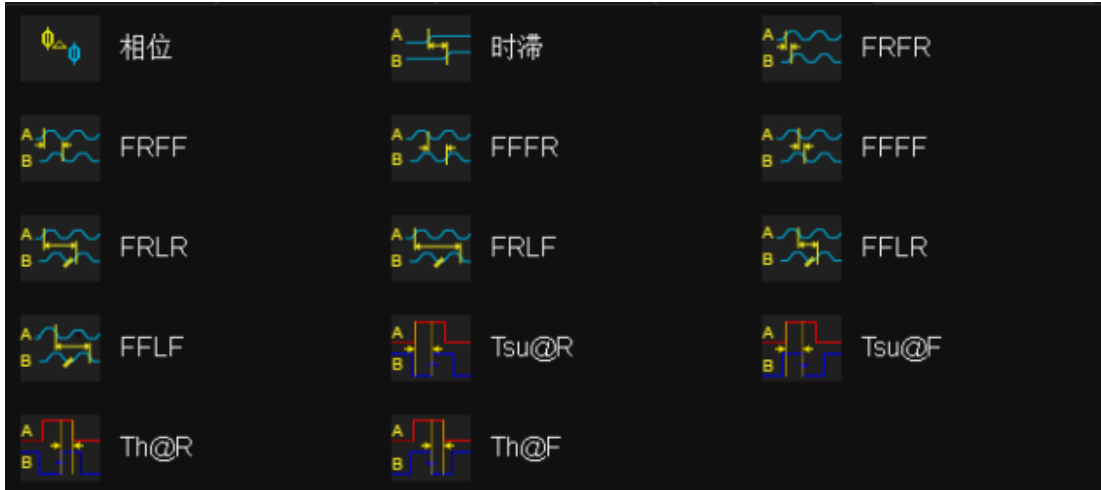 Φ Φ 相位 A B 时滞 A B FRFR
A B FRFF A B FFFR A B FFFF
A B FRLR A B FRLF A B FFLR
A B FFLF A B Tsu@R A B Tsu@F
A B Th@R A B Th@F